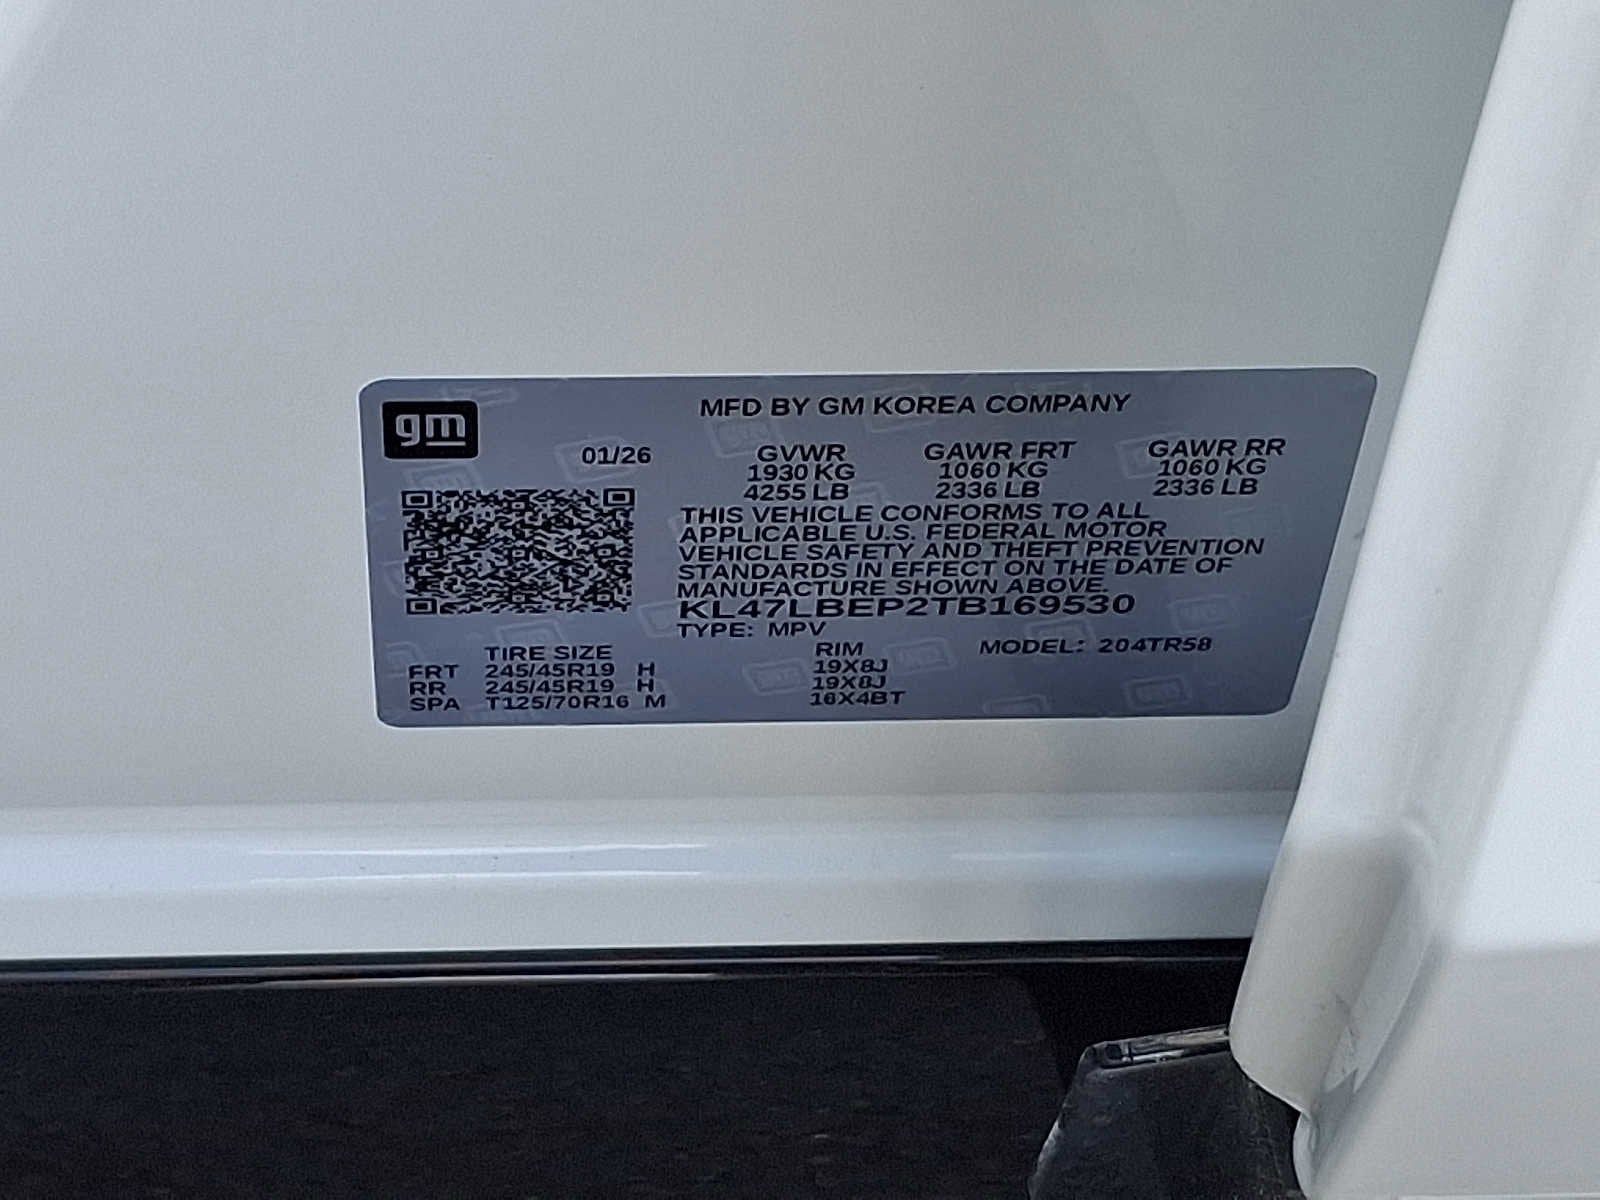 gm
MFD BY GM KOREA COMPANY
01/26 GVWR GAWR FRT GAWR RR
1930 KG 1060 KG 1060 KG
4255 LB 2336 LB 2336 LB
THIS VEHICLE CONFORMS TO ALL
APPLICABLE U.S. FEDERAL MOTOR
VEHICLE SAFETY AND THEFT PREVENTION
STANDARDS IN EFFECT ON THE DATE OF
MANUFACTURE SHOWN ABOVE.
KL47LBEP2TB169530
TYPE: MPV
TIRE SIZE RIM MODEL: 204TR58
FRT 245/45R19 H 19X8J
RR 245/45R19 H 19X8J
SPA T125/70R16 M 16X4BT